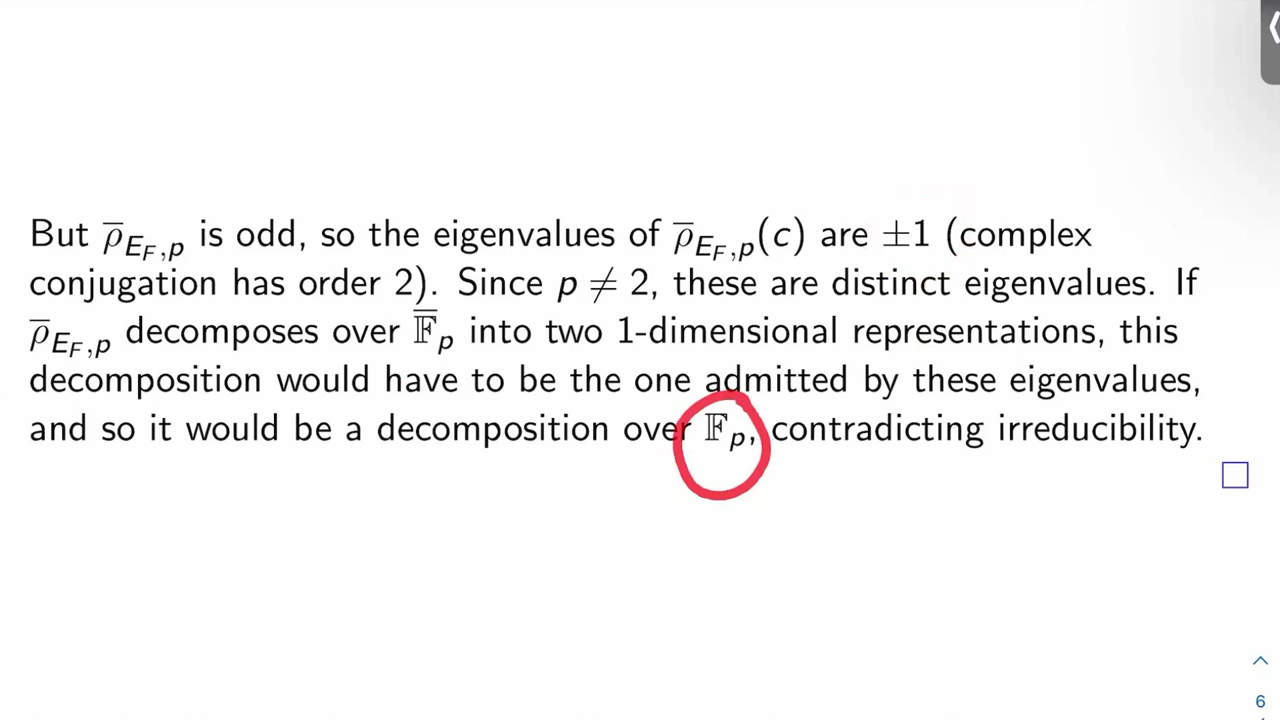 But ρ̅_{E_F,p} is odd, so the eigenvalues of ρ̅_{E_F,p}(c) are ±1 (complex
conjugation has order 2). Since p ≠ 2, these are distinct eigenvalues. If
ρ̅_{E_F,p} decomposes over 𝔽̅_p into two 1-dimensional representations, this
decomposition would have to be the one admitted by these eigenvalues,
and so it would be a decomposition over 𝔽_p, contradicting irreducibility.
6